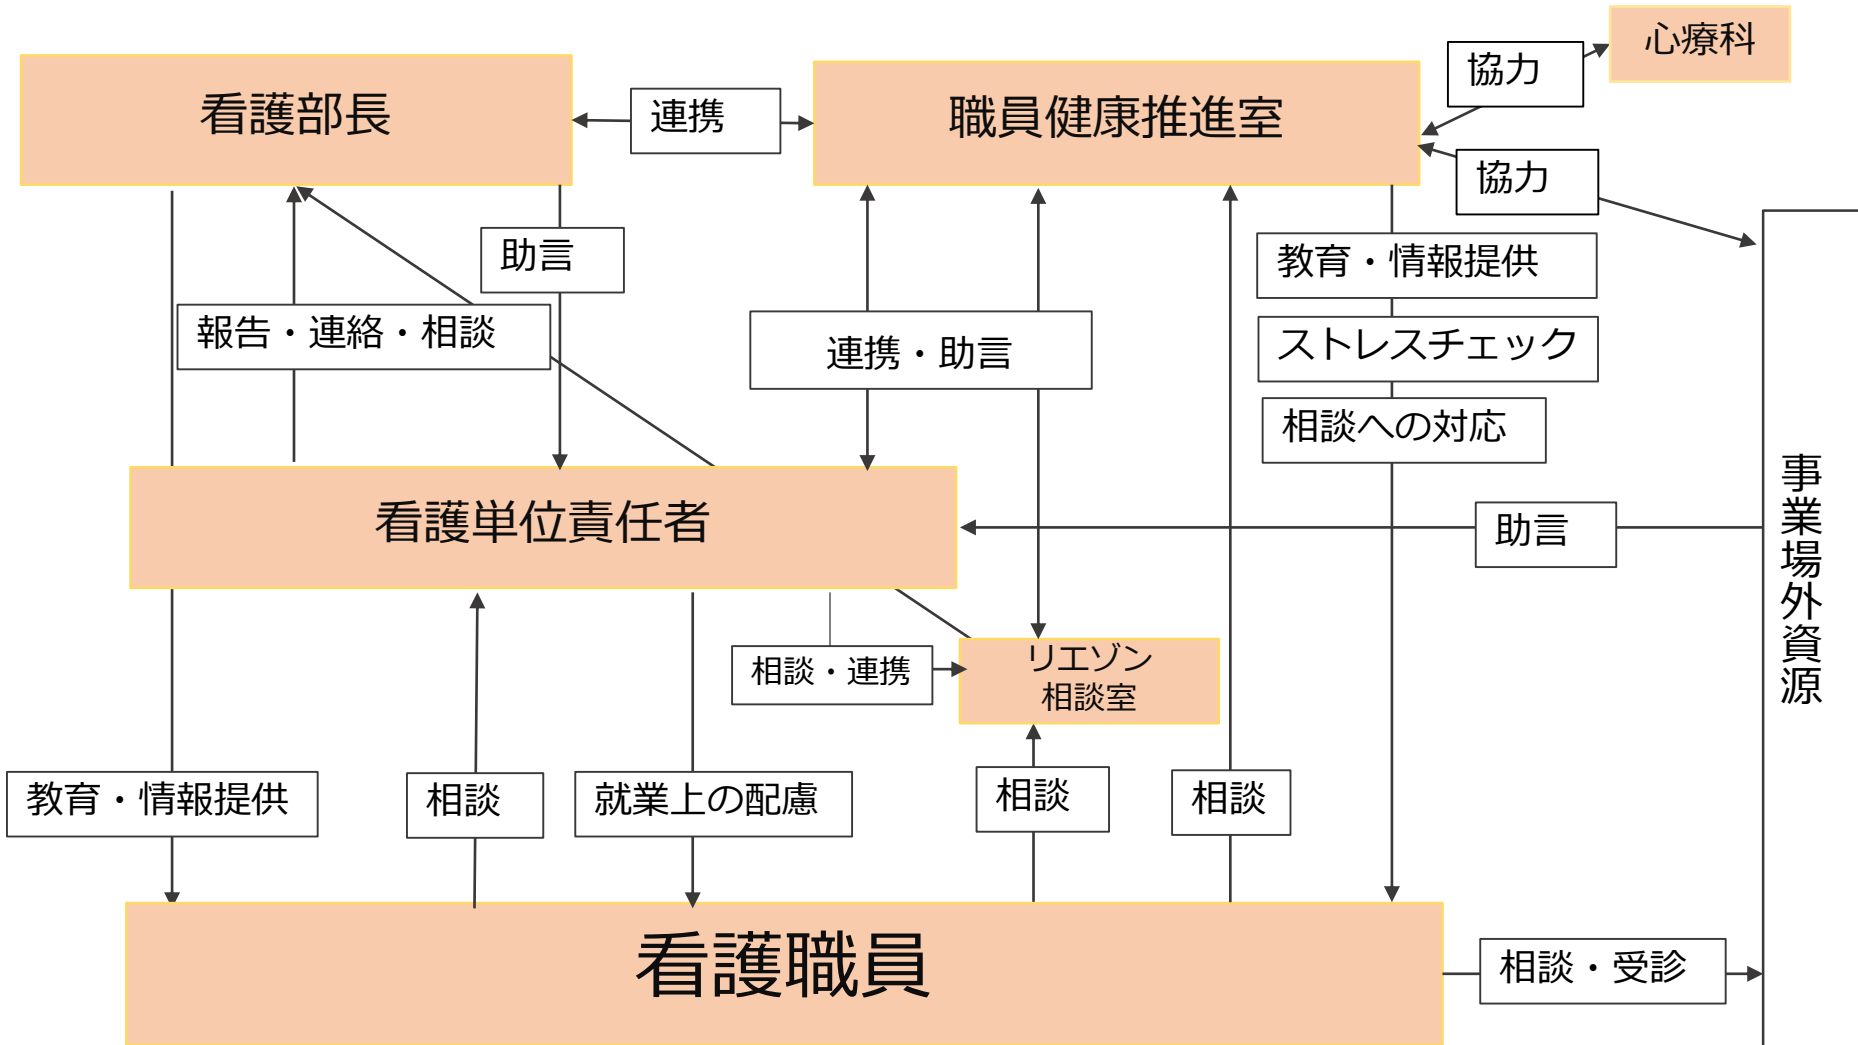 心療科
協力
看護部長
連携
職員健康推進室
協力
助言
教育・情報提供
報告・連絡・相談
連携・助言
ストレスチェック
相談への対応
看護単位責任者
助言
事業場外資源
相談・連携
リエゾン
相談室
教育・情報提供
相談
就業上の配慮
相談
相談
看護職員
相談・受診